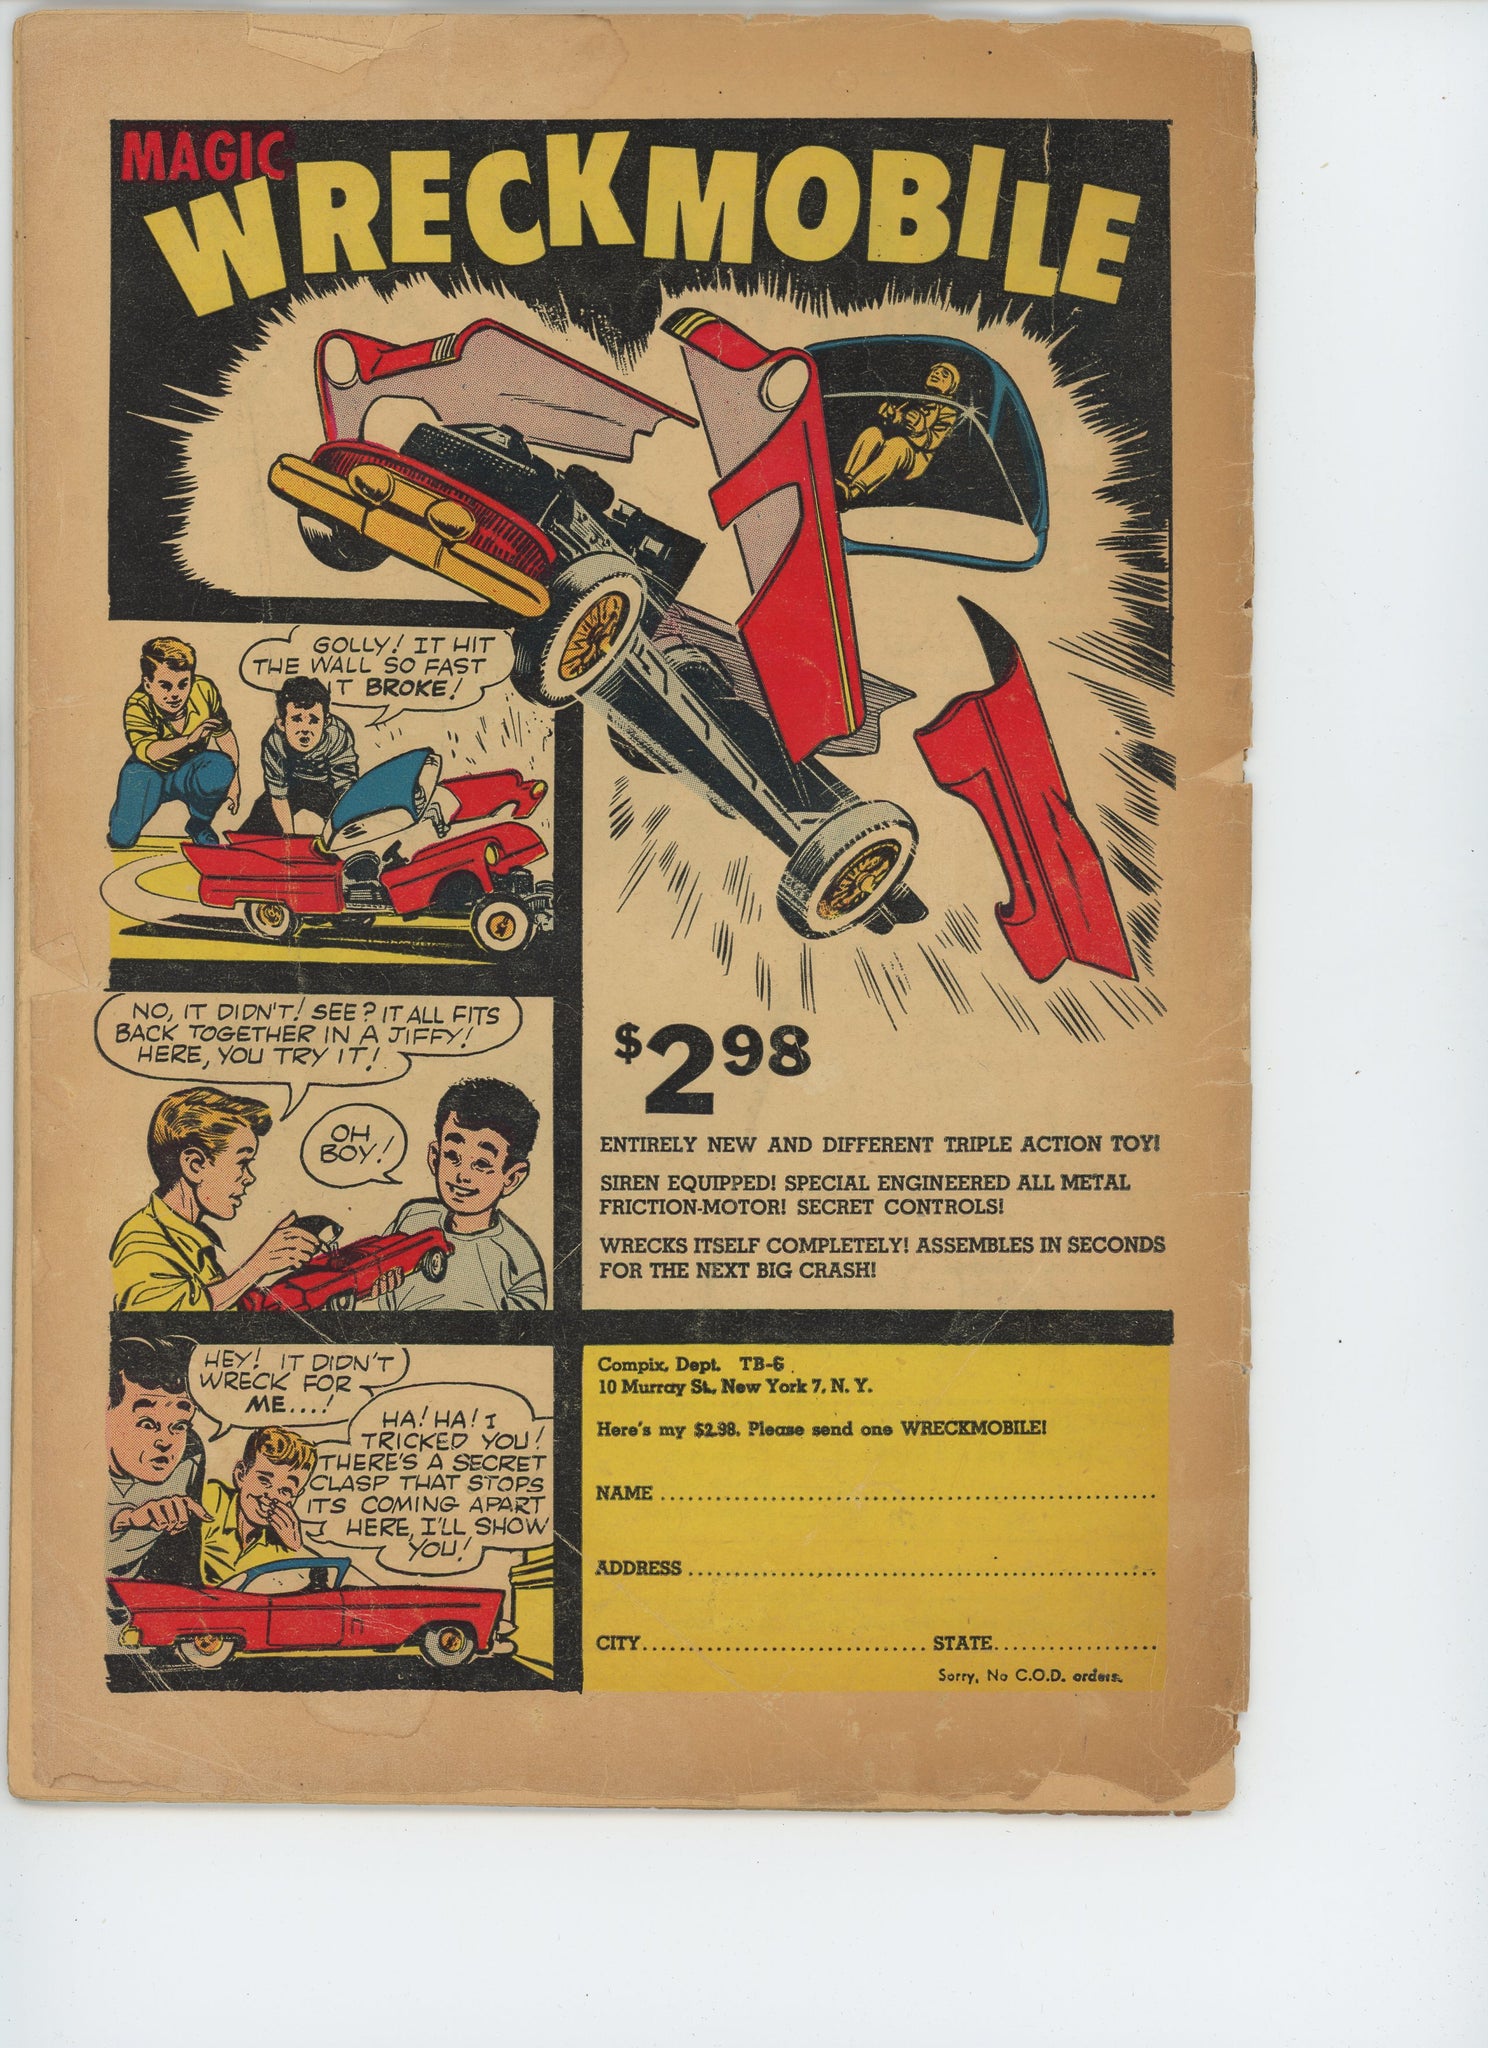 MAGIC
WRECKMOBILE
GOLLY! IT HIT
THE WALL SO FAST
IT BROKE!
NO, IT DIDN'T! SEE? IT ALL FITS
BACK TOGETHER IN A JIFFY!
HERE, YOU TRY IT!
OH
BOY!
HEY! IT DIDN'T
WRECK FOR
ME....!
HA! HA! I
TRICKED YOU!
THERE'S A SECRET
CLASP THAT STOPS
ITS COMING APART
HERE, I'LL SHOW
YOU!
$2.98
ENTIRELY NEW AND DIFFERENT TRIPLE ACTION TOY!
SIREN EQUIPPED! SPECIAL ENGINEERED ALL METAL
FRICTION-MOTOR! SECRET CONTROLS!
WRECKS ITSELF COMPLETELY! ASSEMBLES IN SECONDS
FOR THE NEXT BIG CRASH!
Compix, Dept. TB-6
10 Murray St., New York 7, N. Y.
Here's my $2.98. Please send one WRECKMOBILE!
NAME
ADDRESS
CITY STATE
Sorry, No C.O.D. orders.